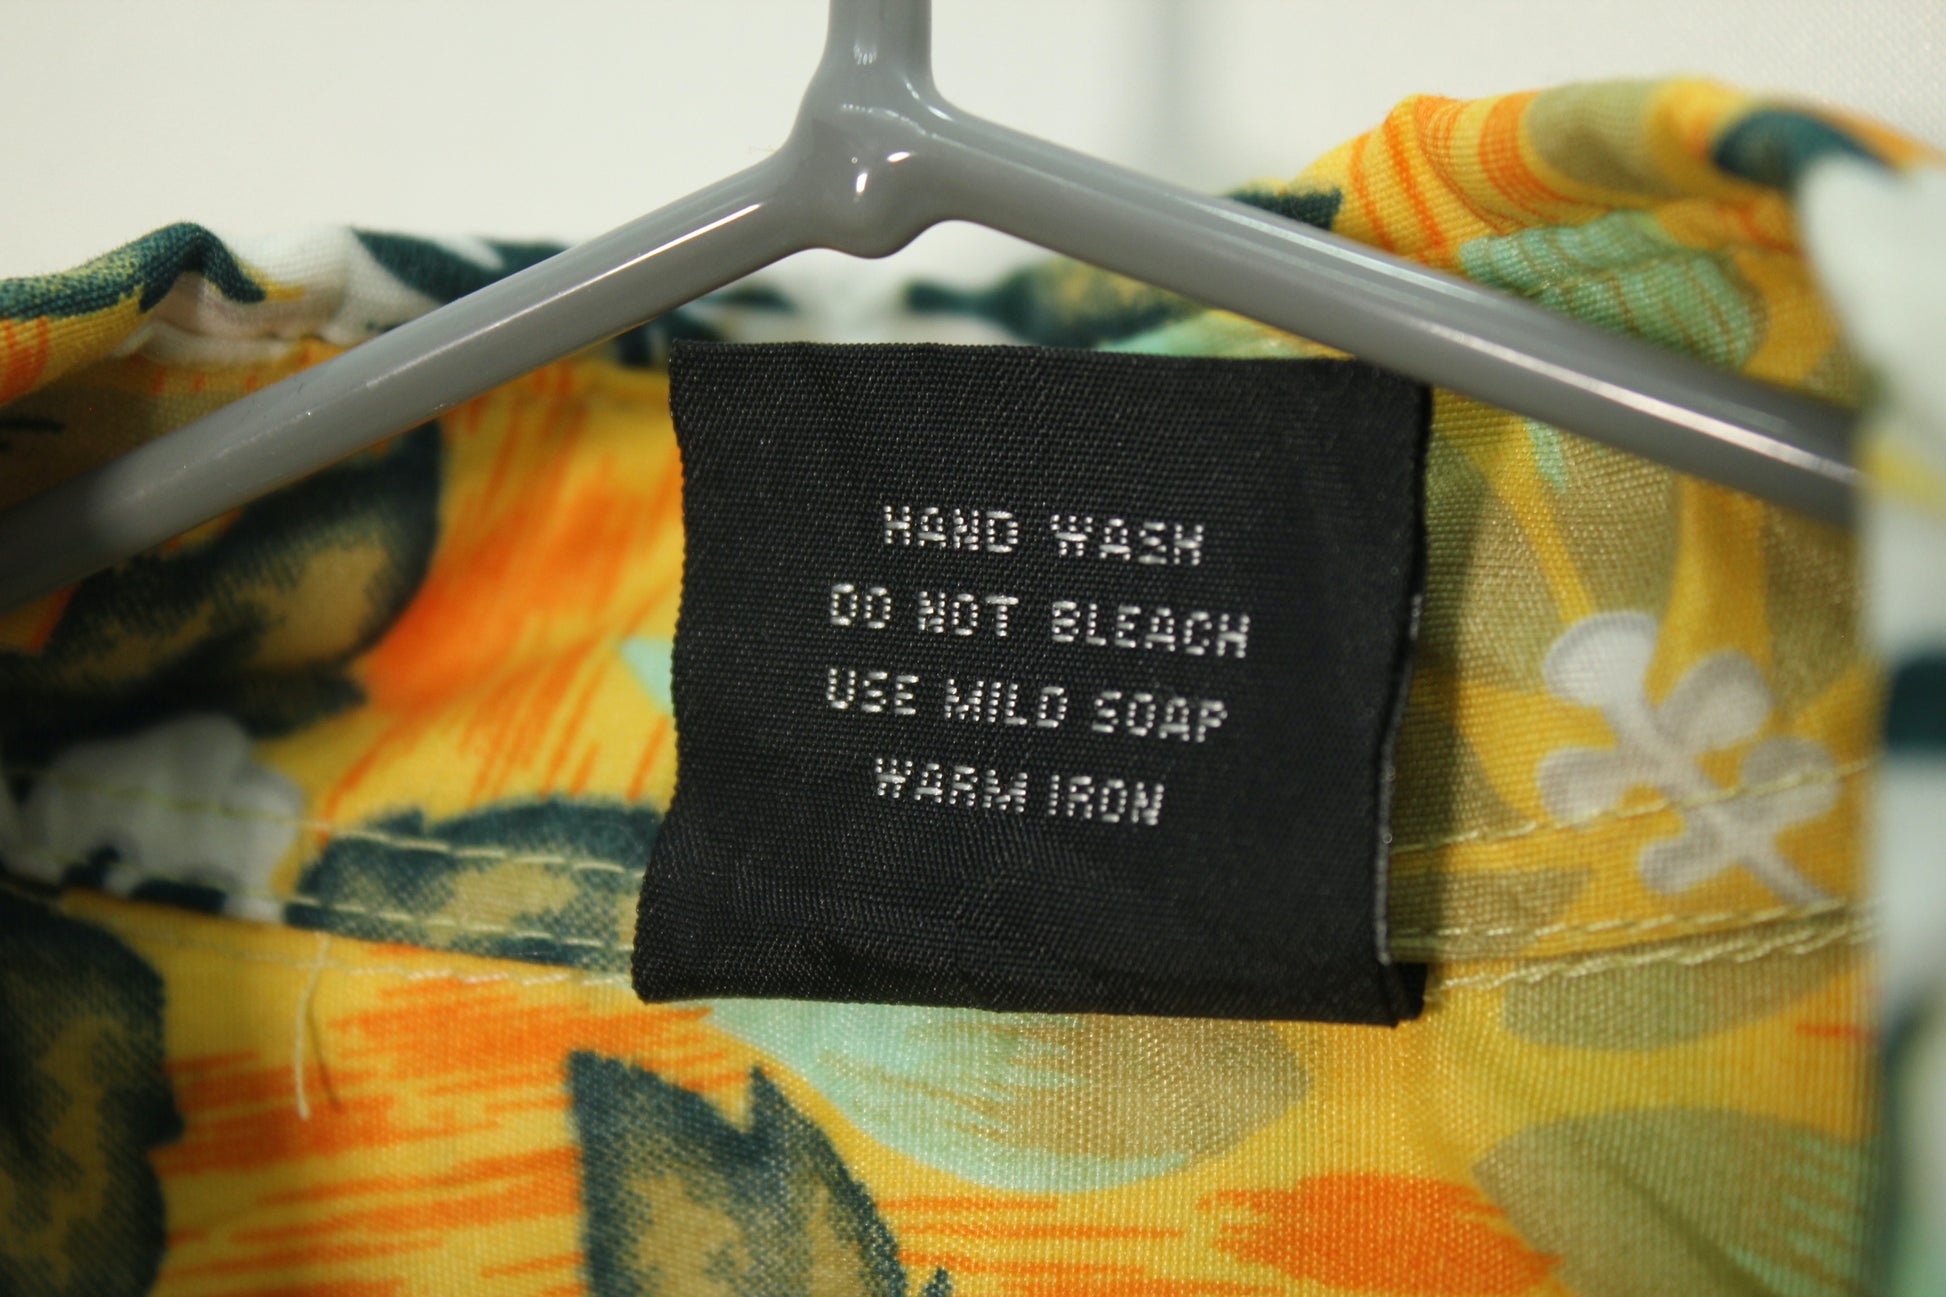 HAND WASH
DO NOT BLEACH
USE MILD SOAP
WARM IRON